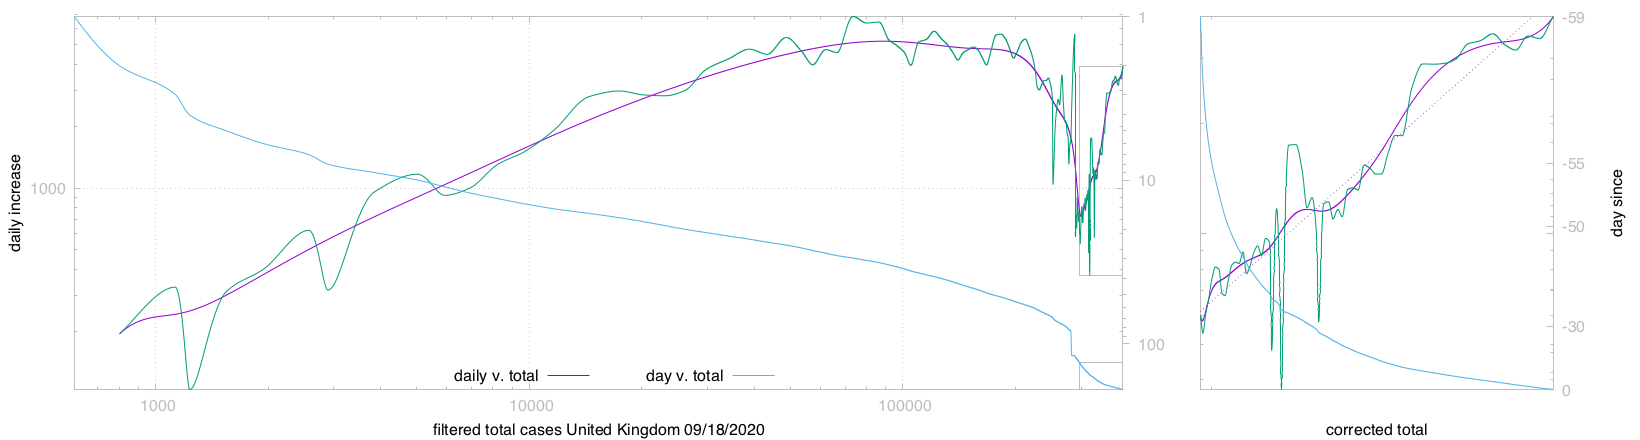 1
-59
-55
daily increase
1000
10
-50
day since
-30
100
daily v. total
day v. total
0
1000
10000
100000
filtered total cases United Kingdom 09/18/2020
corrected total